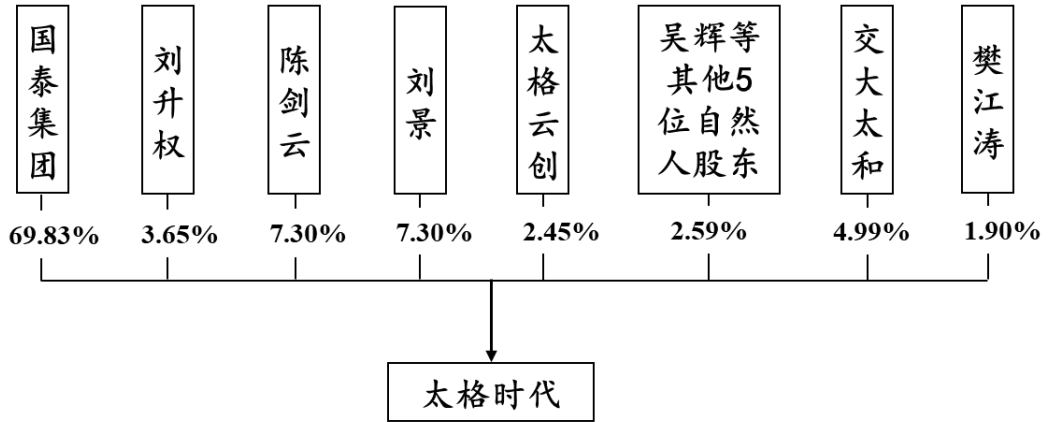 国泰集团
刘升权
陈剑云
刘景
太格云创
吴辉等
其他5
位自然
人股东
交大太和
樊江涛
69.83%
3.65%
7.30%
7.30%
2.45%
2.59%
4.99%
1.90%
太格时代